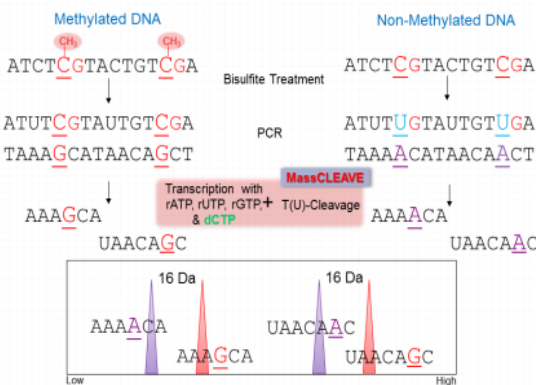 Methylated DNA
Non-Methylated DNA
CH3 CH3
ATCTCGTACTGTCGA
ATCTCGTACTGTCGA
Bisulfite Treatment
ATUTCGTAUTGTCGA
ATUTUGTAUTGTUGA
PCR
TAAAGCATAACAGCT
TAAAACATAACAACT
MassCLEAVE
Transcription with
rATP, rUTP, rGTP,
& dCTP
+
T(U)-Cleavage
AAAGCA
AAAACA
UAACAGC
UAACAAC
16 Da
16 Da
AAAACA
UAACAAC
AAAGCA
UAACAGC
Low
High